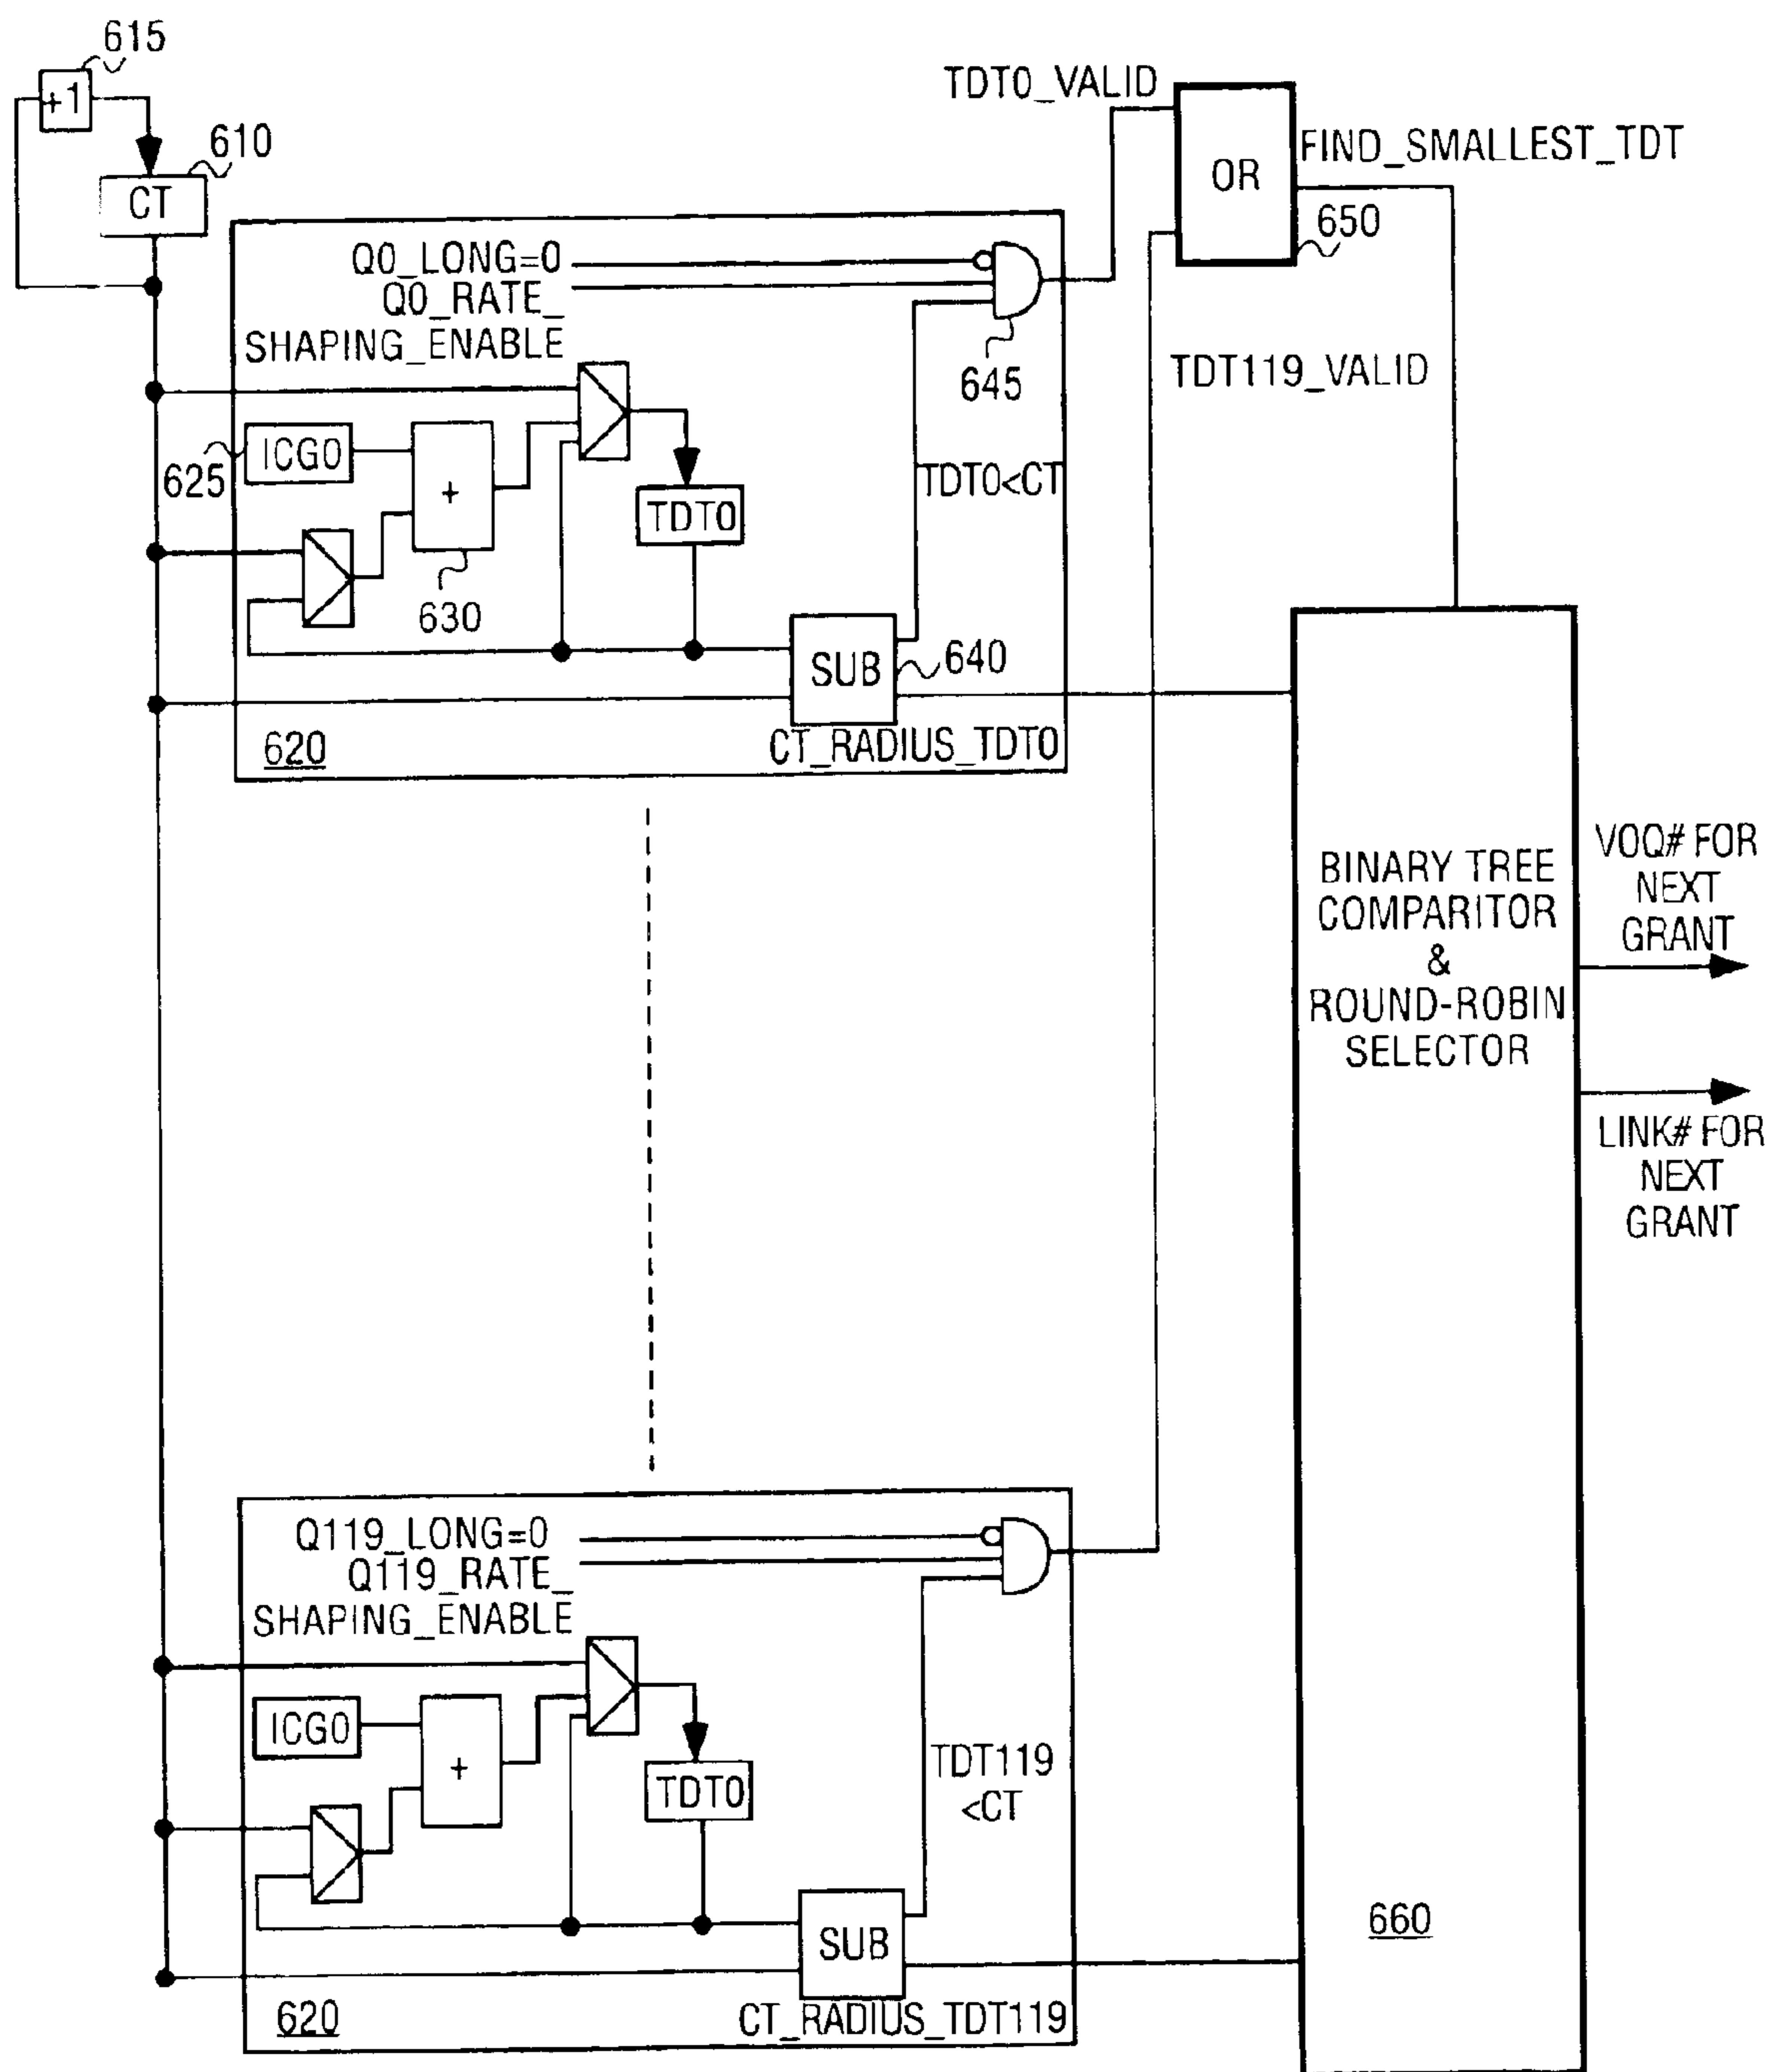 615
+1
610
CT
TDT0_VALID
OR
FIND_SMALLEST_TDT
650
Q0_LONG=0
Q0_RATE_
SHAPING_ENABLE
645
TDT119_VALID
625
ICG0
+
630
TDT0
TDT0<CT
SUB
640
CT_RADIUS_TDT0
620
BINARY TREE
COMPARITOR
&
ROUND-ROBIN
SELECTOR
VOQ# FOR
NEXT
GRANT
LINK# FOR
NEXT
GRANT
Q119_LONG=0
Q119_RATE_
SHAPING_ENABLE
ICG0
+
TDT0
TDT119
<CT
SUB
CT_RADIUS_TDT119
620
660